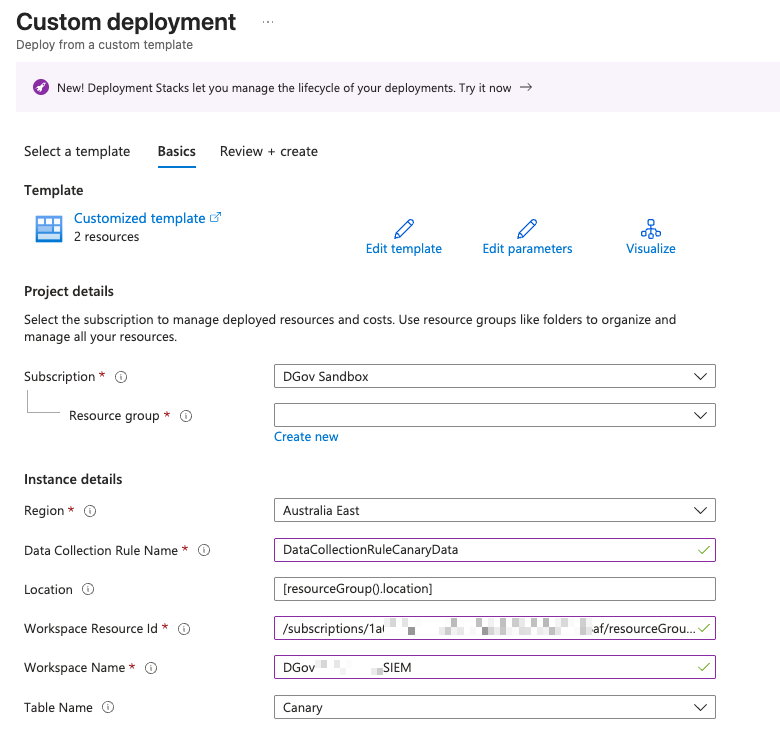 Custom deployment ...
Deploy from a custom template
New! Deployment Stacks let you manage the lifecycle of your deployments. Try it now →
Select a template Basics Review + create
Template
Customized template
2 resources
Edit template Edit parameters Visualize
Project details
Select the subscription to manage deployed resources and costs. Use resource groups like folders to organize and
manage all your resources.
Subscription * DGov Sandbox
Resource group *
Create new
Instance details
Region * Australia East
Data Collection Rule Name * DataCollectionRuleCanaryData
Location [resourceGroup().location]
Workspace Resource Id * /subscriptions/1a af/resourceGrou...
Workspace Name * DGov SIEM
Table Name Canary